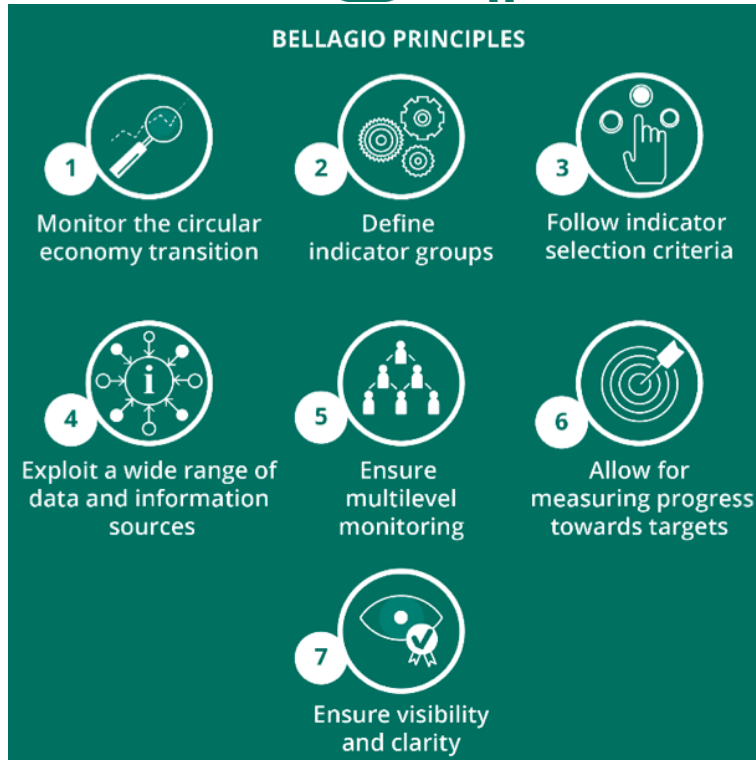 BELLAGIO PRINCIPLES
1
Monitor the circular
economy transition
2
Define
indicator groups
3
Follow indicator
selection criteria
4
i
Exploit a wide range of
data and information
sources
5
Ensure
multilevel
monitoring
6
Allow for
measuring progress
towards targets
7
Ensure visibility
and clarity